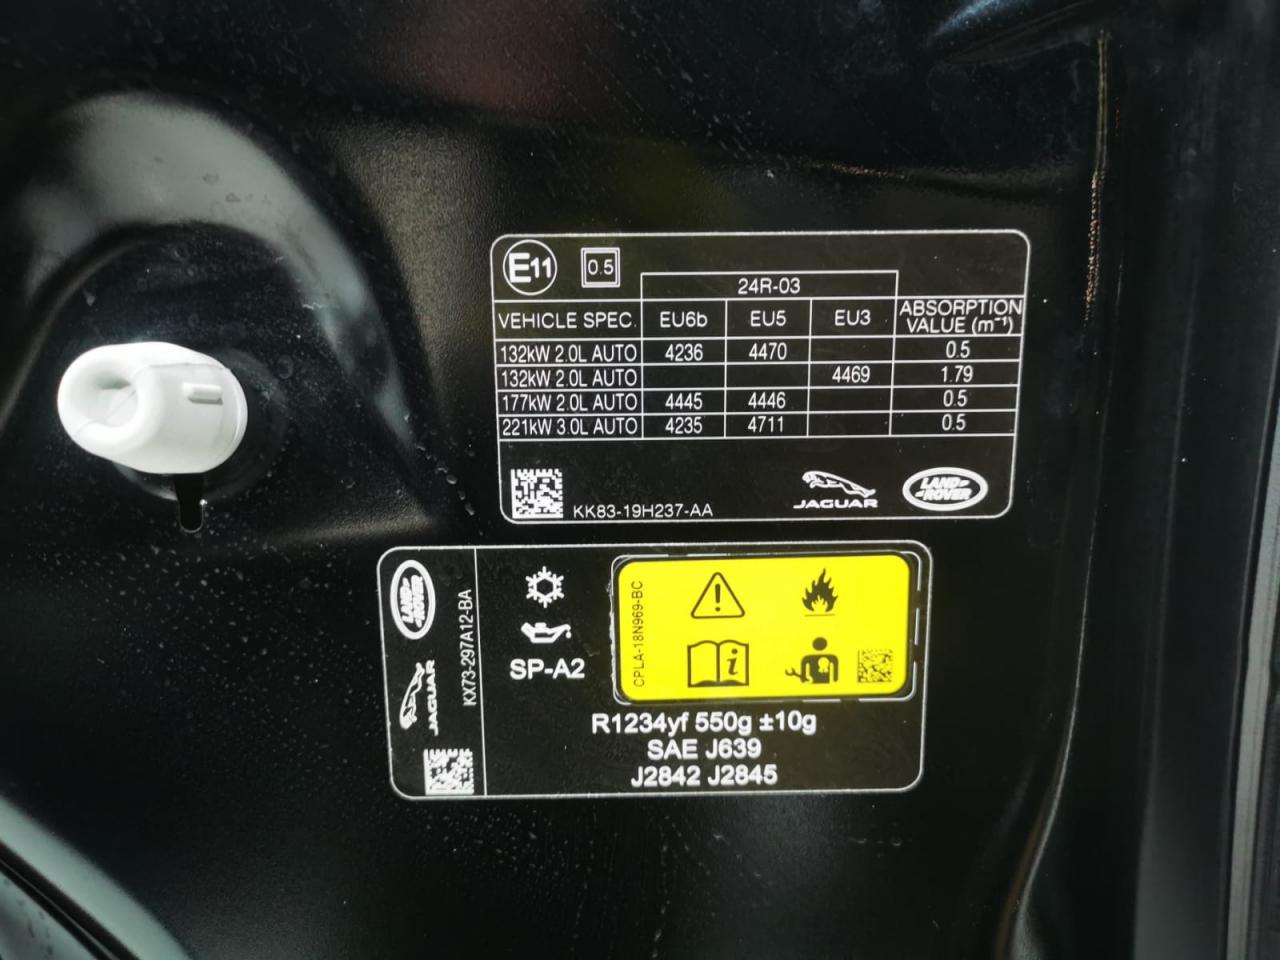 E11 0.5
24R-03
VEHICLE SPEC. EU6b EU5 EU3 ABSORPTION VALUE (m⁻¹)
132kW 2.0L AUTO 4236 4470 0.5
132kW 2.0L AUTO 4469 1.79
177kW 2.0L AUTO 4445 4446 0.5
221kW 3.0L AUTO 4235 4711 0.5
KK83-19H237-AA JAGUAR LAND ROVER
LAND ROVER
JAGUAR
KX73-297A12-BA
SP-A2
CPLA-18N969-BC
R1234yf 550g ±10g
SAE J639
J2842 J2845